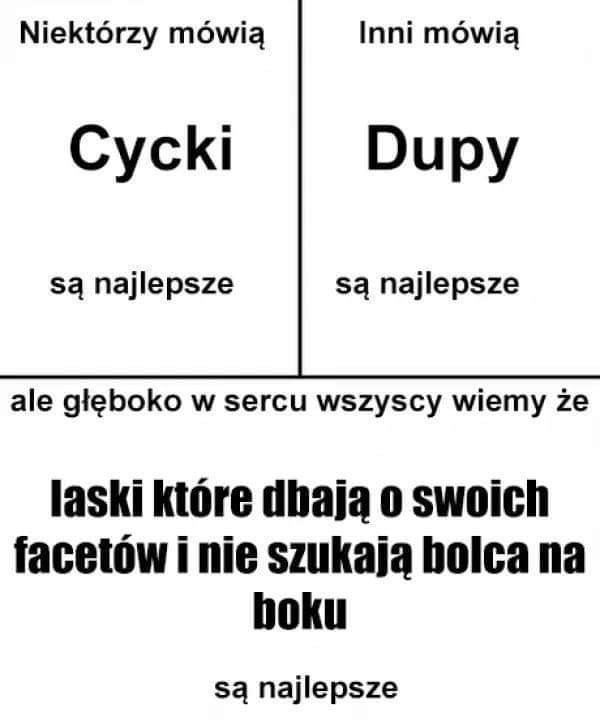 Niektórzy mówią
Cycki
są najlepsze
Inni mówią
Dupy
są najlepsze
ale głęboko w sercu wszyscy wiemy że
laski które dbają o swoich
facetów i nie szukają bolca na
boku
są najlepsze